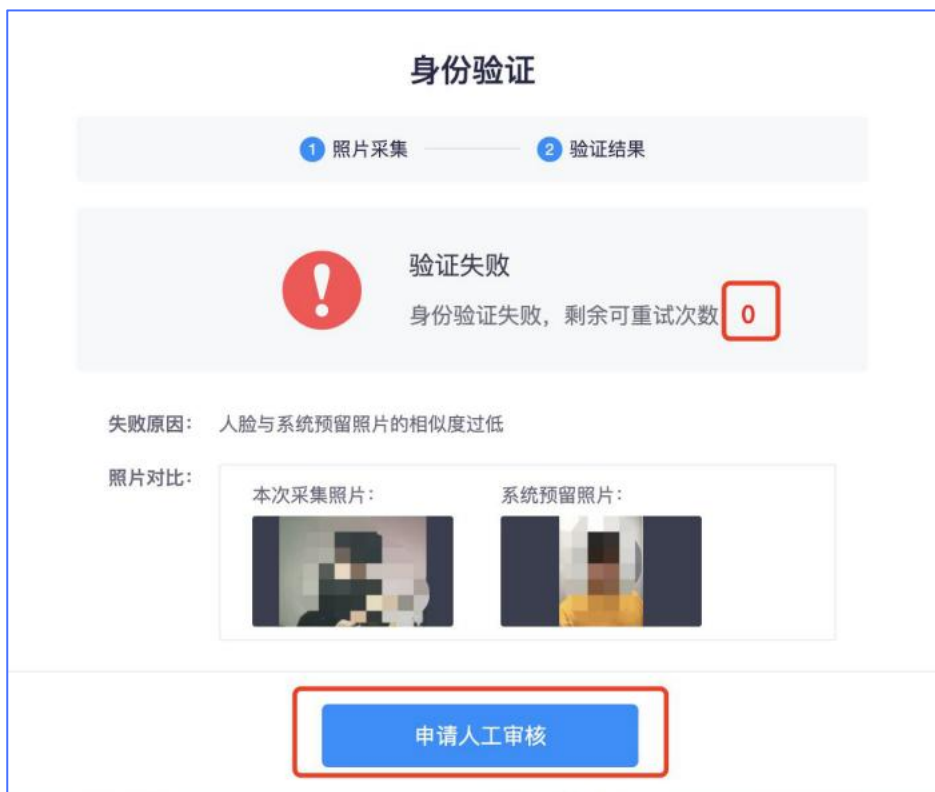 身份验证
1 照片采集 2 验证结果
验证失败
身份验证失败，剩余可重试次数 0
失败原因： 人脸与系统预留照片的相似度过低
照片对比：
本次采集照片： 系统预留照片：
申请人工审核